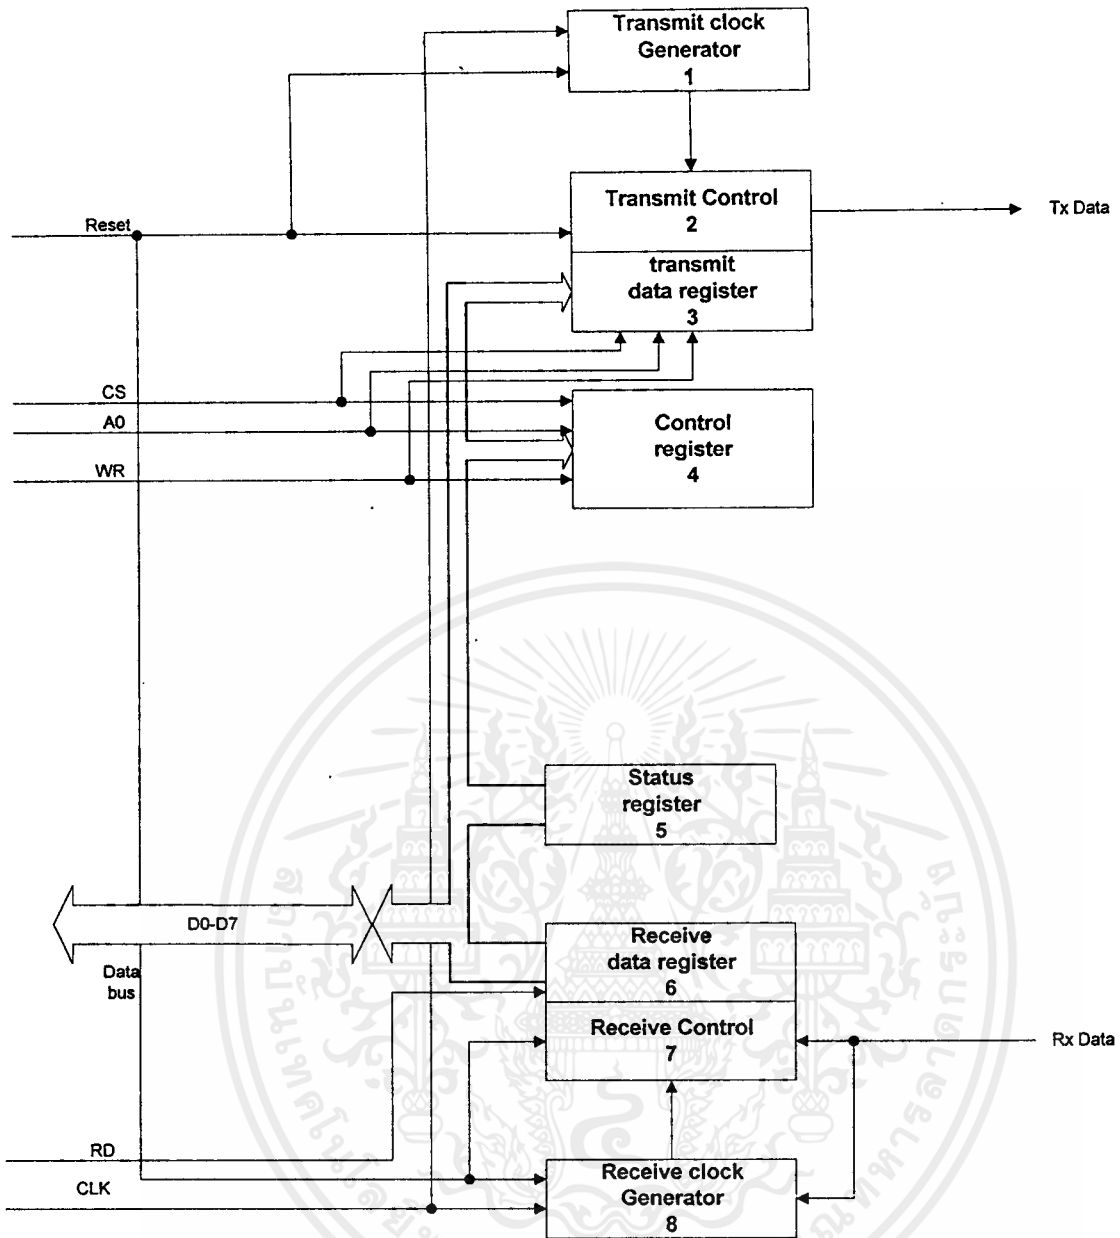 Transmit clock
Generator
1
Transmit Control
2
Tx Data
Reset
transmit
data register
3
CS
A0
WR
Control
register
4
Status
register
5
D0-D7
Data
bus
Receive
data register
6
Receive Control
7
Rx Data
RD
CLK
Receive clock
Generator
8